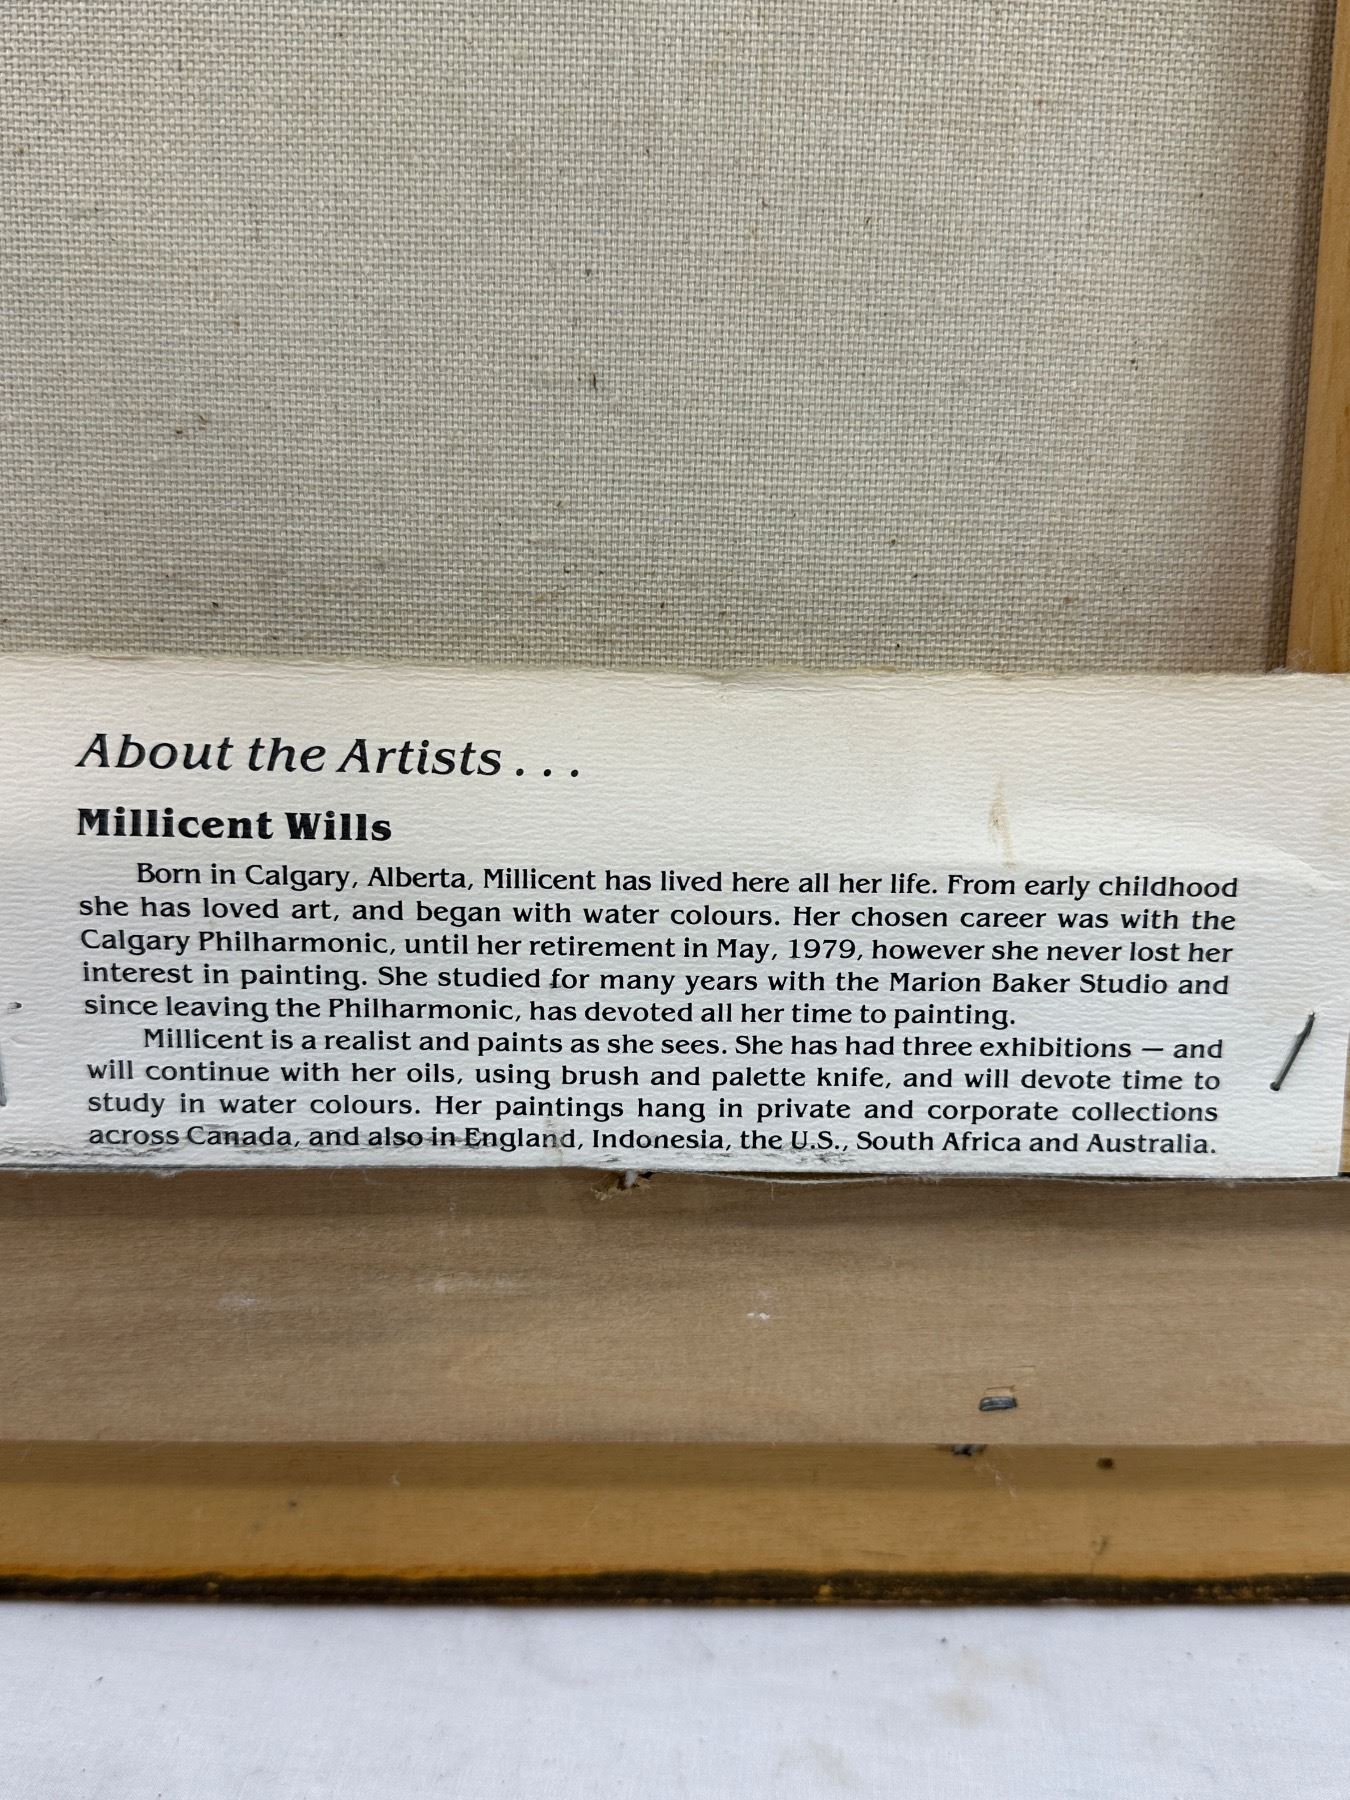 About the Artists . . .
Millicent Wills
Born in Calgary, Alberta, Millicent has lived here all her life. From early childhood
she has loved art, and began with water colours. Her chosen career was with the
Calgary Philharmonic, until her retirement in May, 1979, however she never lost her
interest in painting. She studied for many years with the Marion Baker Studio and
since leaving the Philharmonic, has devoted all her time to painting.
Millicent is a realist and paints as she sees. She has had three exhibitions — and
will continue with her oils, using brush and palette knife, and will devote time to
study in water colours. Her paintings hang in private and corporate collections
across Canada, and also in England, Indonesia, the U.S., South Africa and Australia.